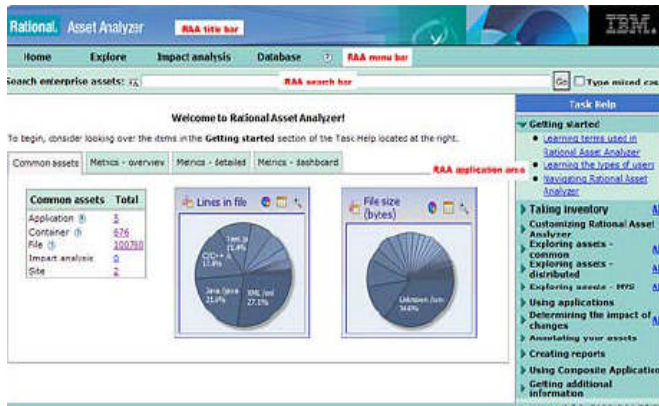 Rational. Asset Analyzer
RAA title bar
IBM.
Home Explore Impact analysis Database
RAA menu bar
Search enterprise assets:
RAA search bar
Go Type mixed cas
Welcome to Rational Asset Analyzer!
To begin, consider looking over the items in the Getting started section of the Task Help located at the right.
Common assets Metrics - overview Metrics - detailed Metrics - dashboard
RAA application area
Common assets Total
Application 5
Container 676
File
Impact analysis 0
Site 2
Lines in file
C/C++
Java /java
XML /xml
27.1%
File size
(bytes)
Unknown
Task Help
Getting started
Learning terms used in
Rational Asset Analyzer
Learning the types of users
Navigating Rational Asset
Analyzer
Taking inventory
Customizing Rational Asset
Analyzer
Exploring assets -
common
Exploring assets -
distributed
Exploring assets - MVS
Using applications
Determining the impact of
changes
Annotating your assets
Creating reports
Using Composite Application
Getting additional
information